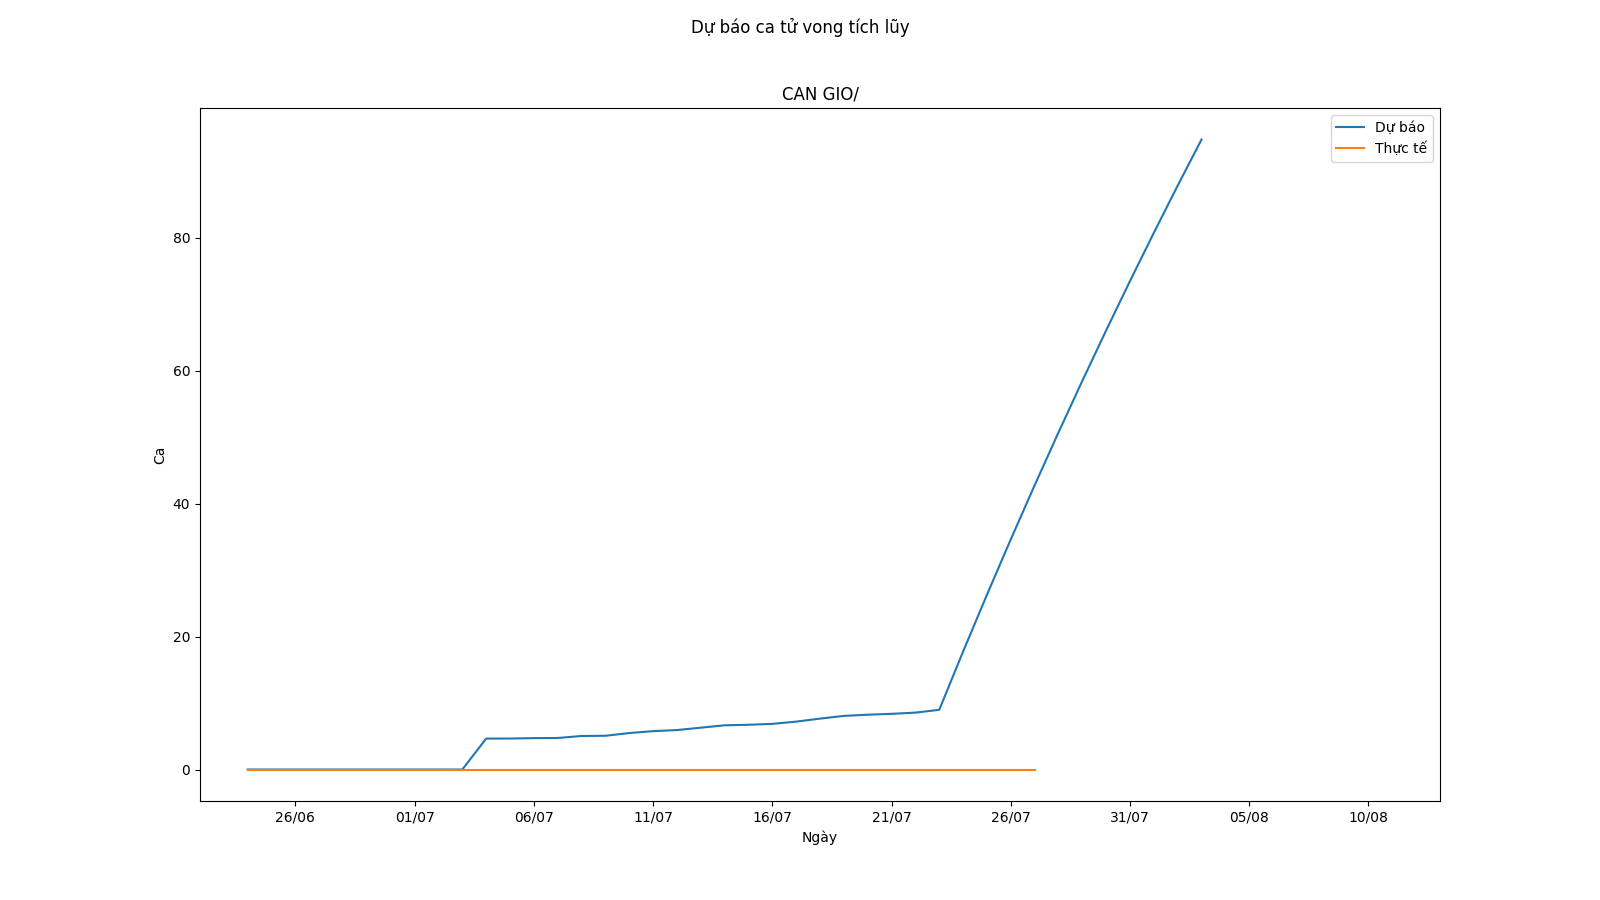 Dự báo ca tử vong tích lũy
CAN GIO/
Dự báo
Thực tế
80
60
40
20
0
Ca
26/06 01/07 06/07 11/07 16/07 21/07 26/07 31/07 05/08 10/08
Ngày